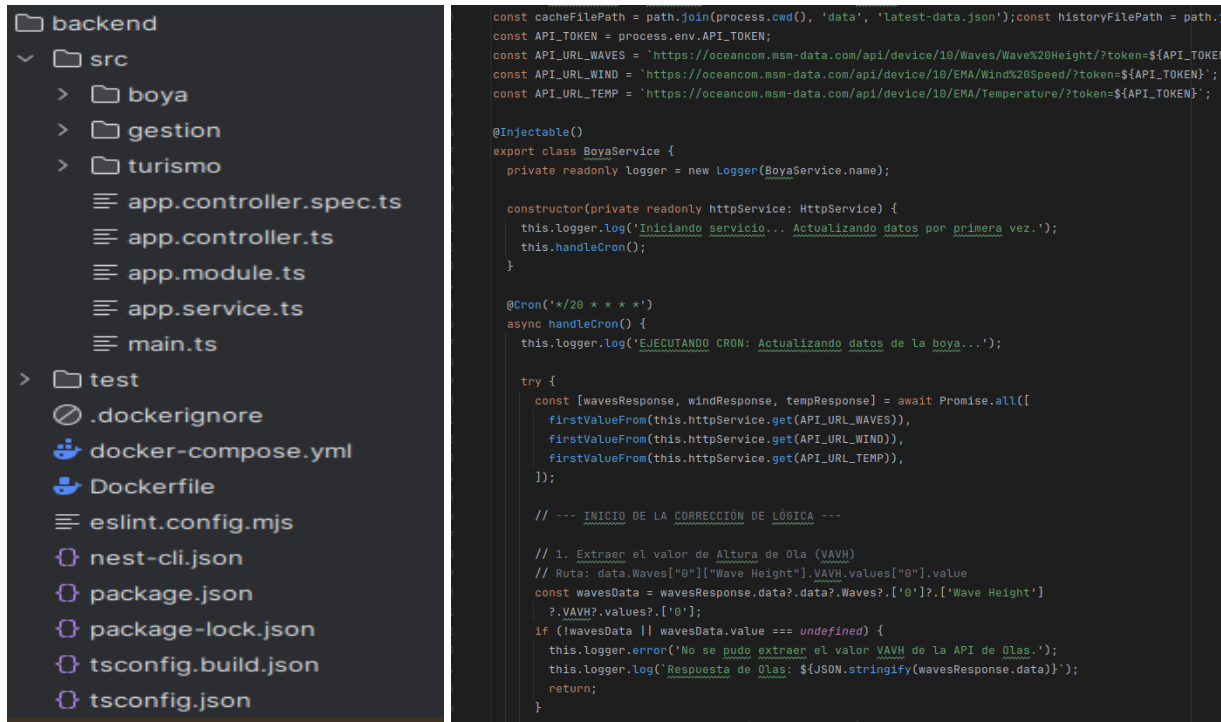 backend
src
boya
gestion
turismo
app.controller.spec.ts
app.controller.ts
app.module.ts
app.service.ts
main.ts
test
.dockerignore
docker-compose.yml
Dockerfile
eslint.config.mjs
nest-cli.json
package.json
package-lock.json
tsconfig.build.json
tsconfig.json
const cacheFilePath = path.join(process.cwd(), 'data', 'latest-data.json');const historyFilePath = path.
const API_TOKEN = process.env.API_TOKEN;
const API_URL_WAVES = `https://oceancom.msm-data.com/api/device/10/Waves/Wave%20Height/?token=${API_TOKEN
const API_URL_WIND = `https://oceancom.msm-data.com/api/device/10/EMA/Wind%20Speed/?token=${API_TOKEN}`;
const API_URL_TEMP = `https://oceancom.msm-data.com/api/device/10/EMA/Temperature/?token=${API_TOKEN}`;
@Injectable()
export class BoyaService {
private readonly logger = new Logger(BoyaService.name);
constructor(private readonly httpService: HttpService) {
this.logger.log('Iniciando servicio... Actualizando datos por primera vez.');
this.handleCron();
}
@Cron('*/20 * * * *')
async handleCron() {
this.logger.log('EJECUTANDO CRON: Actualizando datos de la boya...');
try {
const [wavesResponse, windResponse, tempResponse] = await Promise.all([
firstValueFrom(this.httpService.get(API_URL_WAVES)),
firstValueFrom(this.httpService.get(API_URL_WIND)),
firstValueFrom(this.httpService.get(API_URL_TEMP)),
]);
// --- INICIO DE LA CORRECCIÓN DE LÓGICA ---
// 1. Extraer el valor de Altura de Ola (VAVH)
// Ruta: data.Waves["0"]["Wave Height"].VAVH.values["0"].value
const wavesData = wavesResponse.data?.data?.Waves?.['0']?.['Wave Height']
?.VAVH?.values?.['0'];
if (!wavesData || wavesData.value === undefined) {
this.logger.error('No se pudo extraer el valor VAVH de la API de Olas.');
this.logger.log(`Respuesta de Olas: ${JSON.stringify(wavesResponse.data)}`);
return;
}